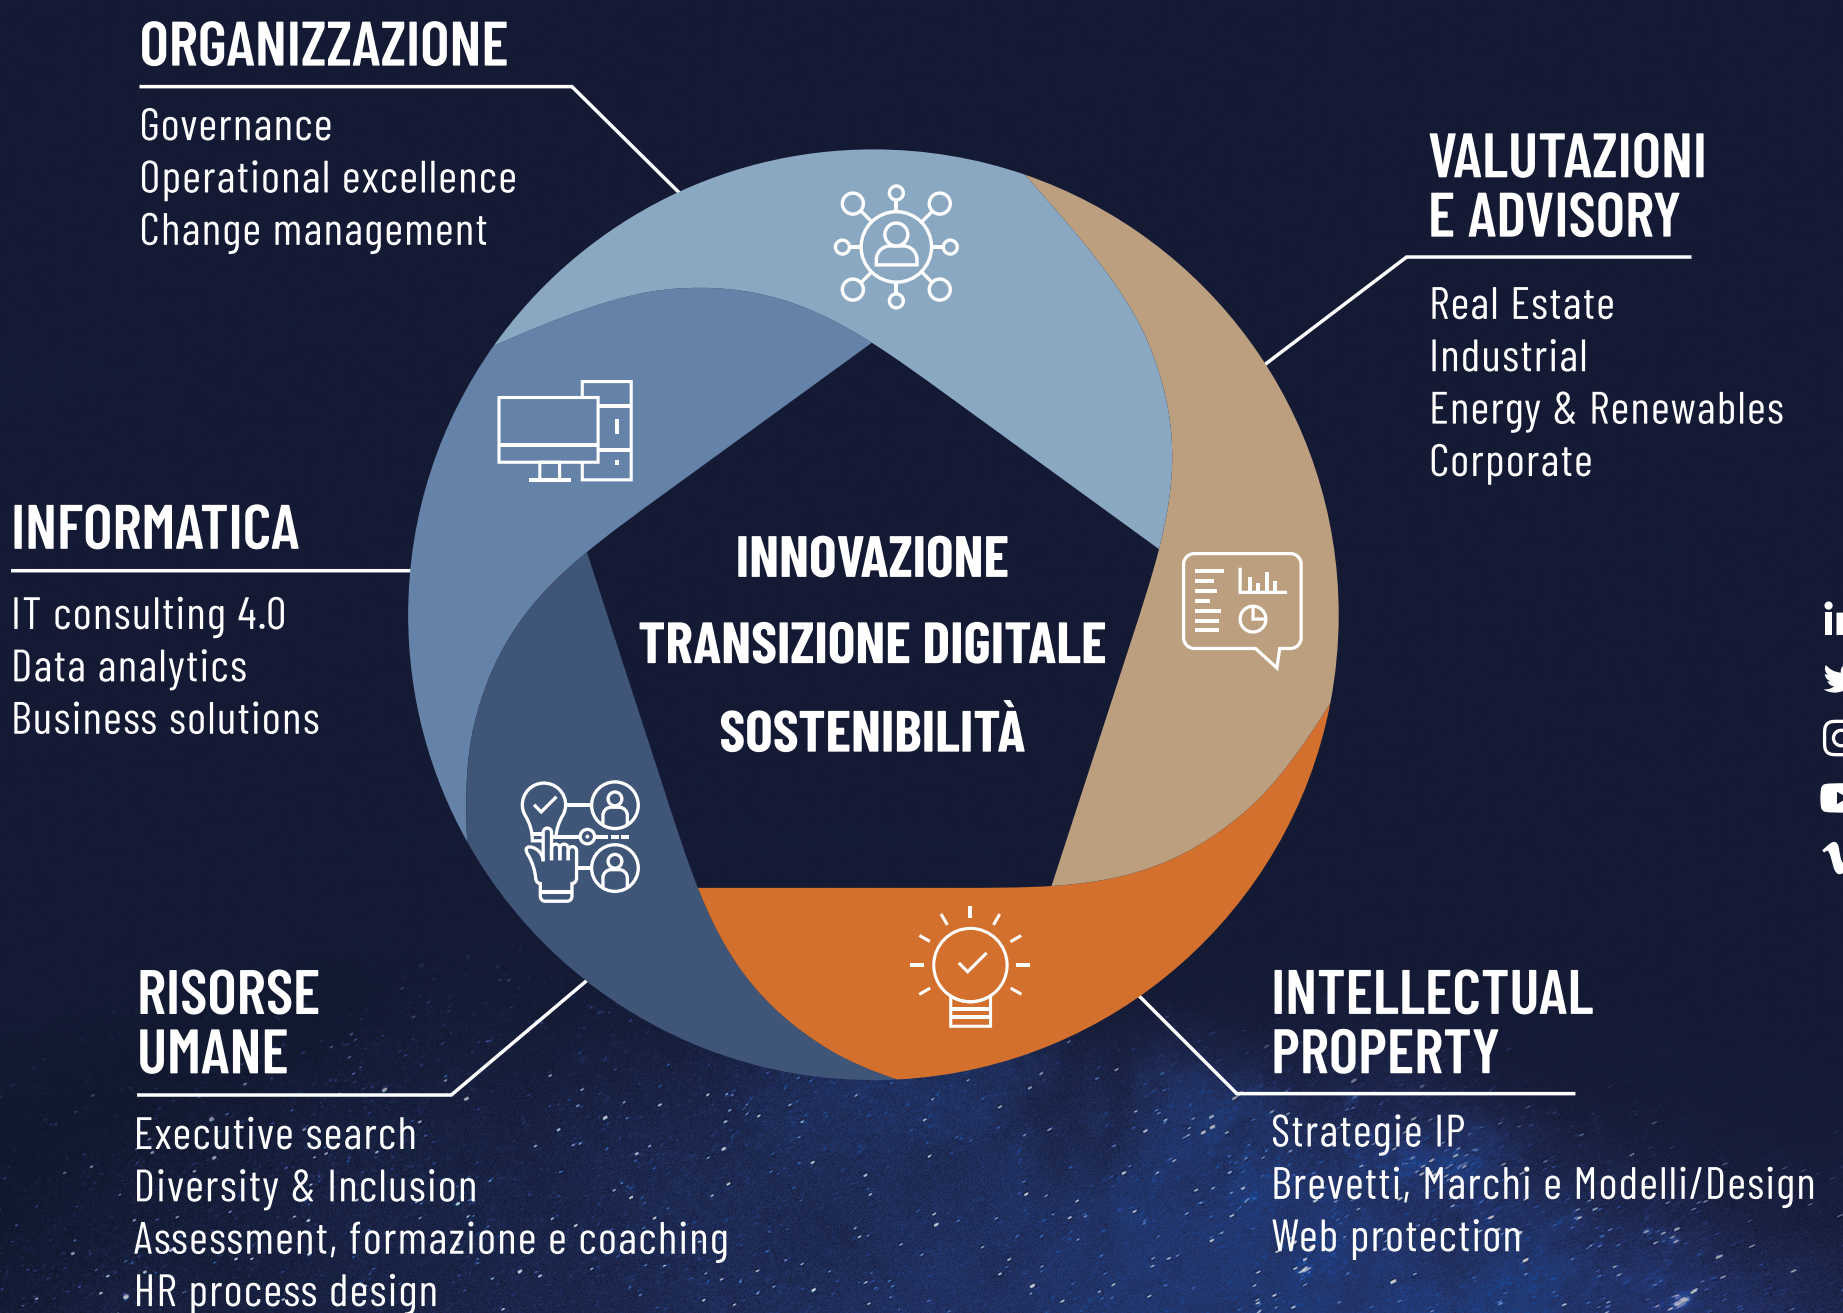 ORGANIZZAZIONE
Governance
Operational excellence
Change management
VALUTAZIONI
E ADVISORY
Real Estate
Industrial
Energy & Renewables
Corporate
INFORMATICA
IT consulting 4.0
Data analytics
Business solutions
INNOVAZIONE
TRANSIZIONE DIGITALE
SOSTENIBILITÀ
RISORSE
UMANE
Executive search
Diversity & Inclusion
Assessment, formazione e coaching
HR process design
INTELLECTUAL
PROPERTY
Strategie IP
Brevetti, Marchi e Modelli/Design
Web protection